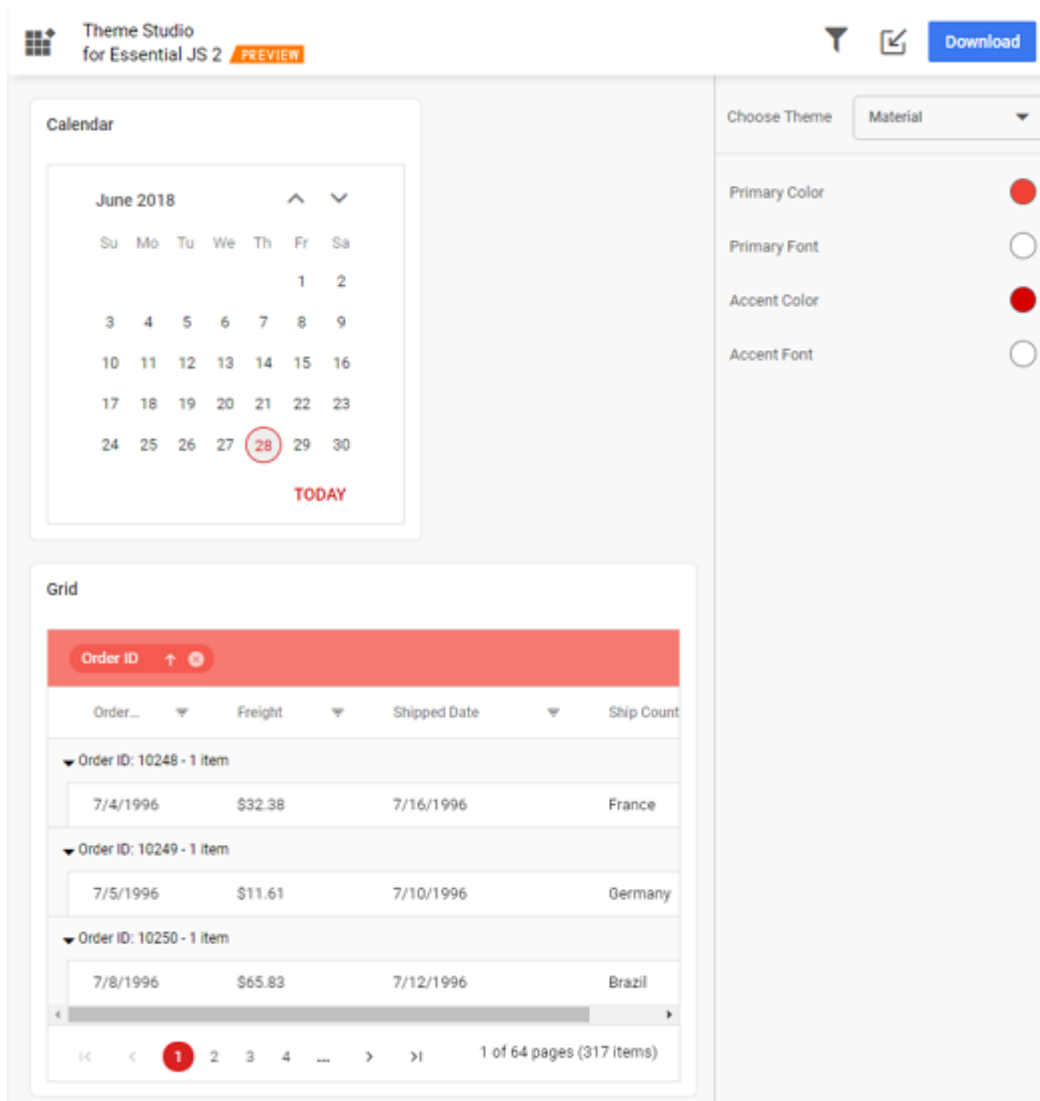 Theme Studio
for Essential JS 2 PREVIEW
Download
Calendar
June 2018
Su Mo Tu We Th Fr Sa
1 2
3 4 5 6 7 8 9
10 11 12 13 14 15 16
17 18 19 20 21 22 23
24 25 26 27 28 29 30
TODAY
Grid
Order ID
Order... Freight Shipped Date Ship Count
Order ID: 10248 - 1 item
7/4/1996 $32.38 7/16/1996 France
Order ID: 10249 - 1 item
7/5/1996 $11.61 7/10/1996 Germany
Order ID: 10250 - 1 item
7/8/1996 $65.83 7/12/1996 Brazil
1 2 3 4 ... 1 of 64 pages (317 items)
Choose Theme Material
Primary Color
Primary Font
Accent Color
Accent Font